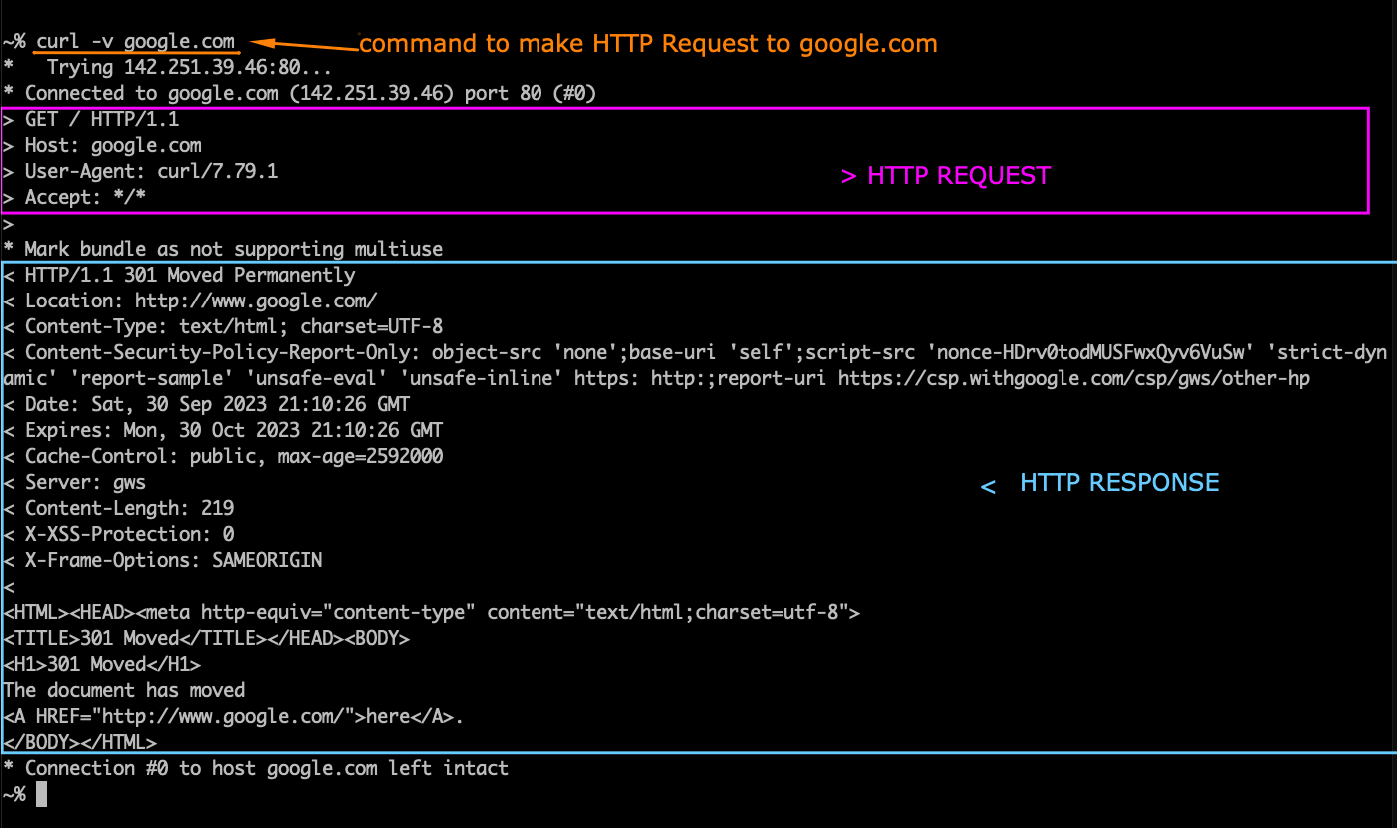 ~% curl -v google.com command to make HTTP Request to google.com
*   Trying 142.251.39.46:80...
* Connected to google.com (142.251.39.46) port 80 (#0)
> GET / HTTP/1.1
> Host: google.com
> User-Agent: curl/7.79.1
> HTTP REQUEST
> Accept: */*
>
* Mark bundle as not supporting multiuse
< HTTP/1.1 301 Moved Permanently
< Location: http://www.google.com/
< Content-Type: text/html; charset=UTF-8
< Content-Security-Policy-Report-Only: object-src 'none';base-uri 'self';script-src 'nonce-HDrv0todMUSFwxQyv6VuSw' 'strict-dyn
amic' 'report-sample' 'unsafe-eval' 'unsafe-inline' https: http:;report-uri https://csp.withgoogle.com/csp/gws/other-hp
< Date: Sat, 30 Sep 2023 21:10:26 GMT
< Expires: Mon, 30 Oct 2023 21:10:26 GMT
< Cache-Control: public, max-age=2592000
< Server: gws
< HTTP RESPONSE
< Content-Length: 219
< X-XSS-Protection: 0
< X-Frame-Options: SAMEORIGIN
<
<HTML><HEAD><meta http-equiv="content-type" content="text/html;charset=utf-8">
<TITLE>301 Moved</TITLE></HEAD><BODY>
<H1>301 Moved</H1>
The document has moved
<A HREF="http://www.google.com/">here</A>.
</BODY></HTML>
* Connection #0 to host google.com left intact
~%